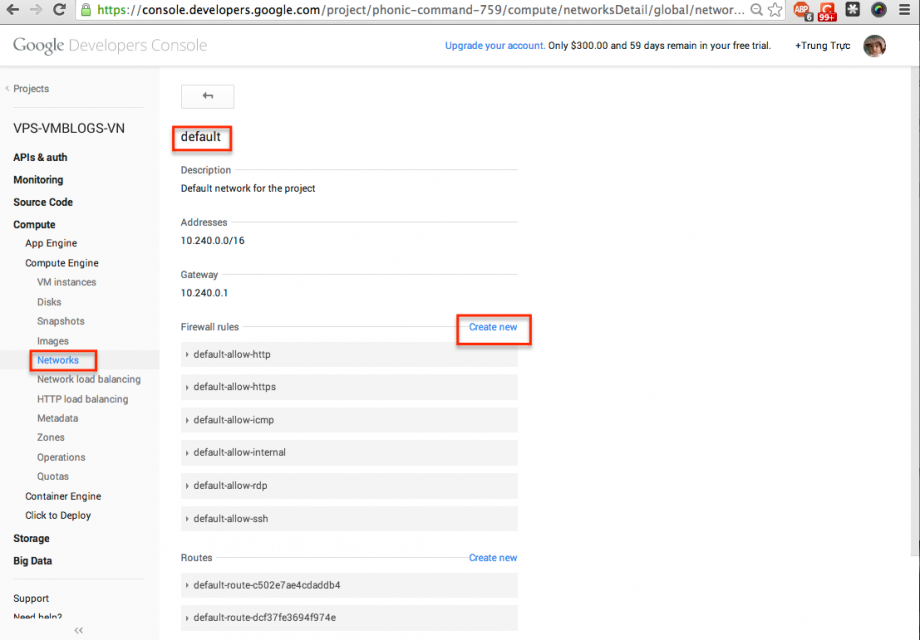 https://console.developers.google.com/project/phonic-command-759/compute/networksDetail/global/networ...
ABP
6
99+
Google Developers Console
Upgrade your account. Only $300.00 and 59 days remain in your free trial.
+Trung Trực
Projects
VPS-VMBLOGS-VN
APIs & auth
Monitoring
Source Code
Compute
App Engine
Compute Engine
VM instances
Disks
Snapshots
Images
Networks
Network load balancing
HTTP load balancing
Metadata
Zones
Operations
Quotas
Container Engine
Click to Deploy
Storage
Big Data
Support
Need help?
default
Description
Default network for the project
Addresses
10.240.0.0/16
Gateway
10.240.0.1
Firewall rules
Create new
default-allow-http
default-allow-https
default-allow-icmp
default-allow-internal
default-allow-rdp
default-allow-ssh
Routes
Create new
default-route-c502e7ae4cdaddb4
default-route-dcf37fe3694f974e